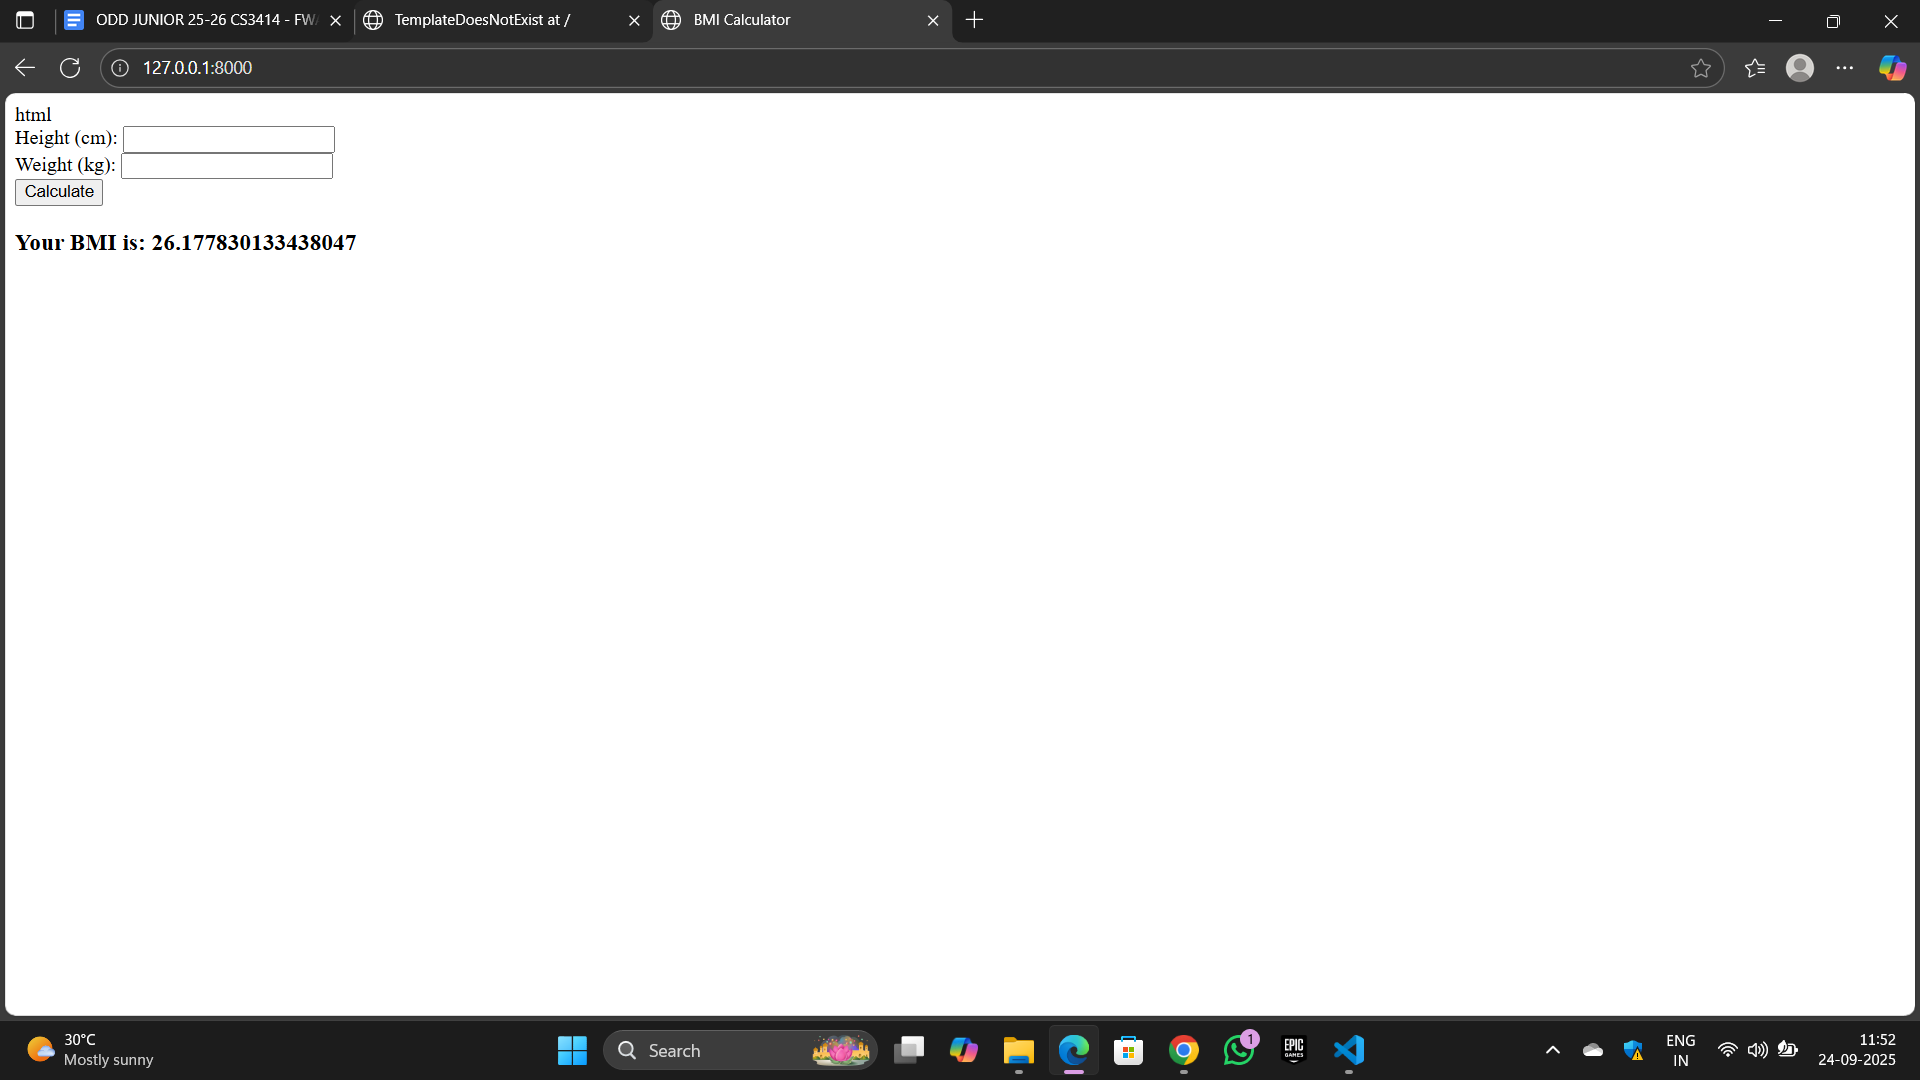 ODD JUNIOR 25-26 CS3414 - FW
TemplateDoesNotExist at /
BMI Calculator
127.0.0.1:8000
html
Height (cm):
Weight (kg):
Calculate
Your BMI is: 26.177830133438047
30°C
Mostly sunny
Search
EPIC
GAMES
1
ENG
IN
11:52
24-09-2025